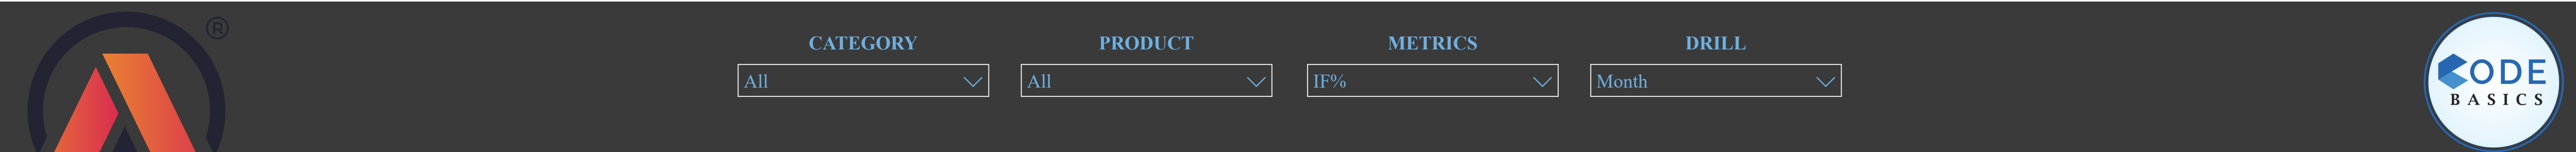 ®
CATEGORY PRODUCT METRICS DRILL
All All IF% Month
CODE
BASICS